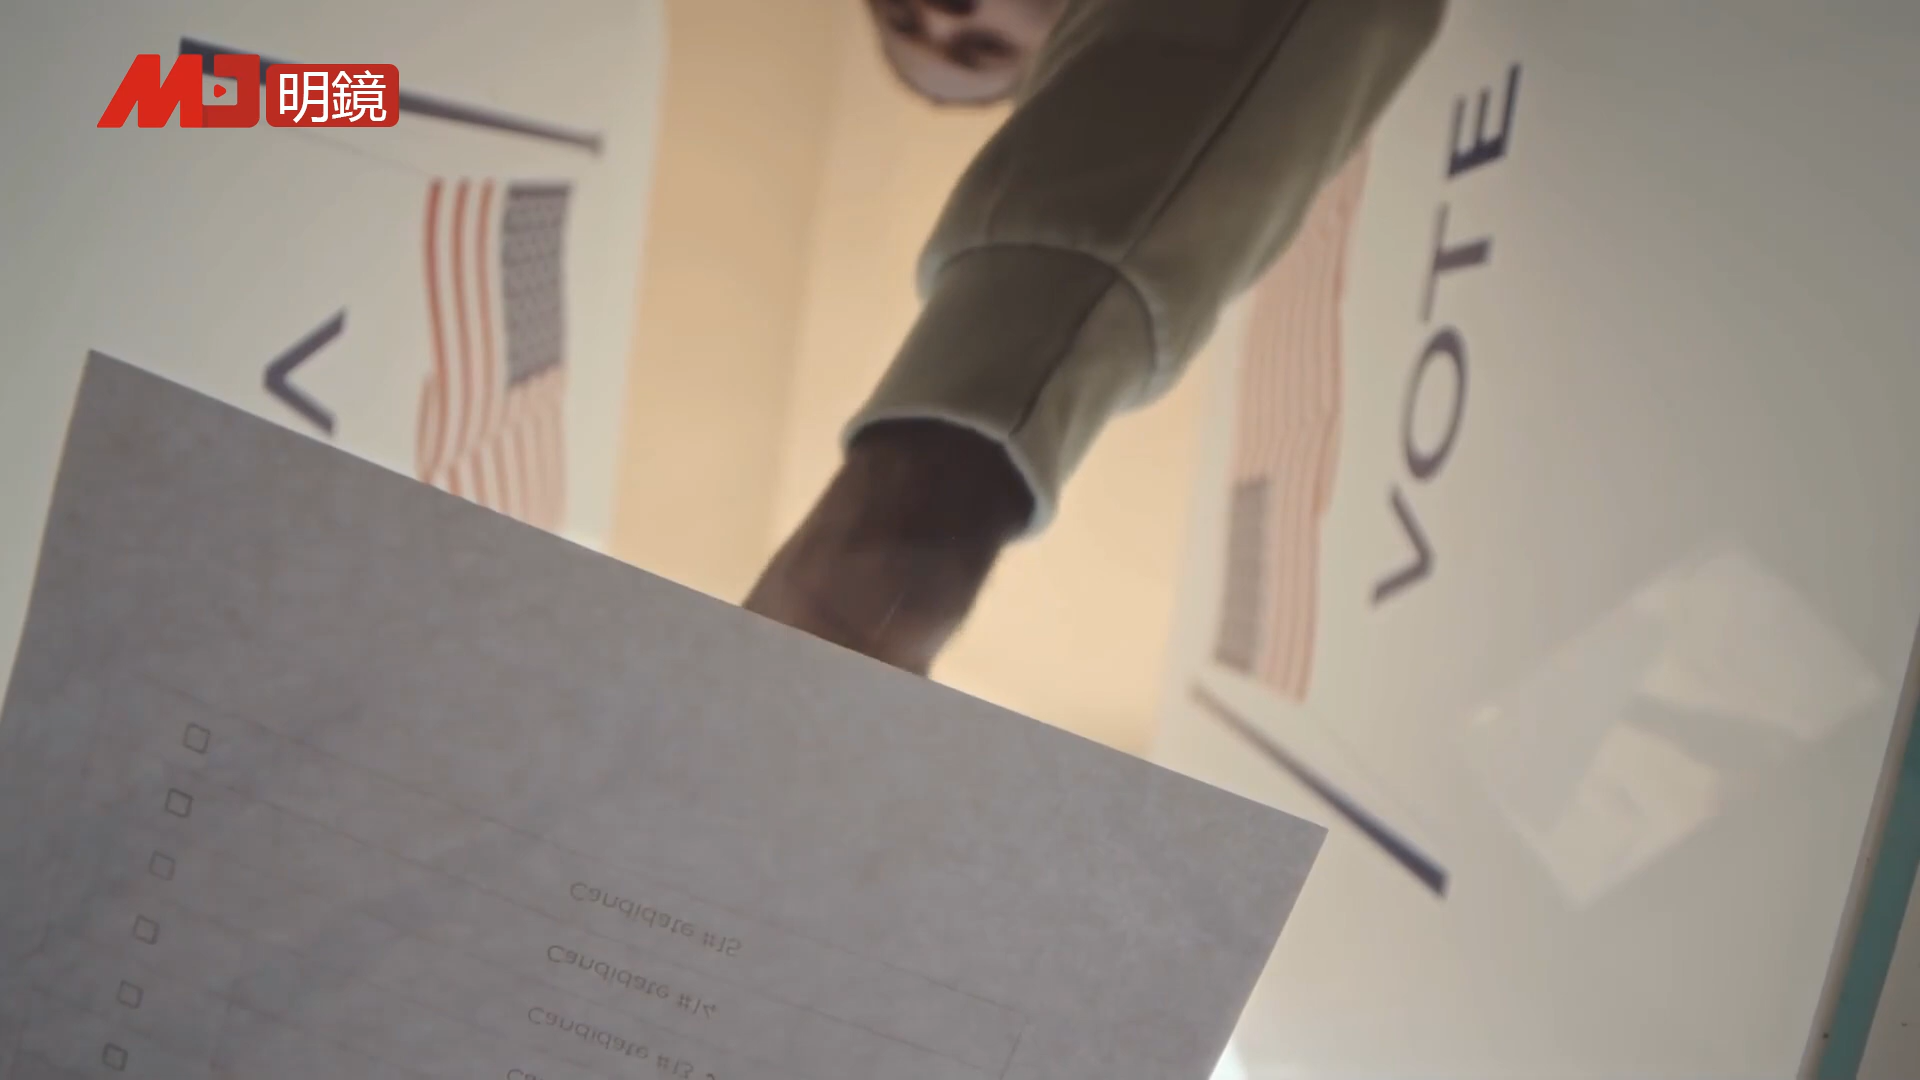 明鏡
VOTE
V
Candidate #15
Candidate #14
Candidate #13